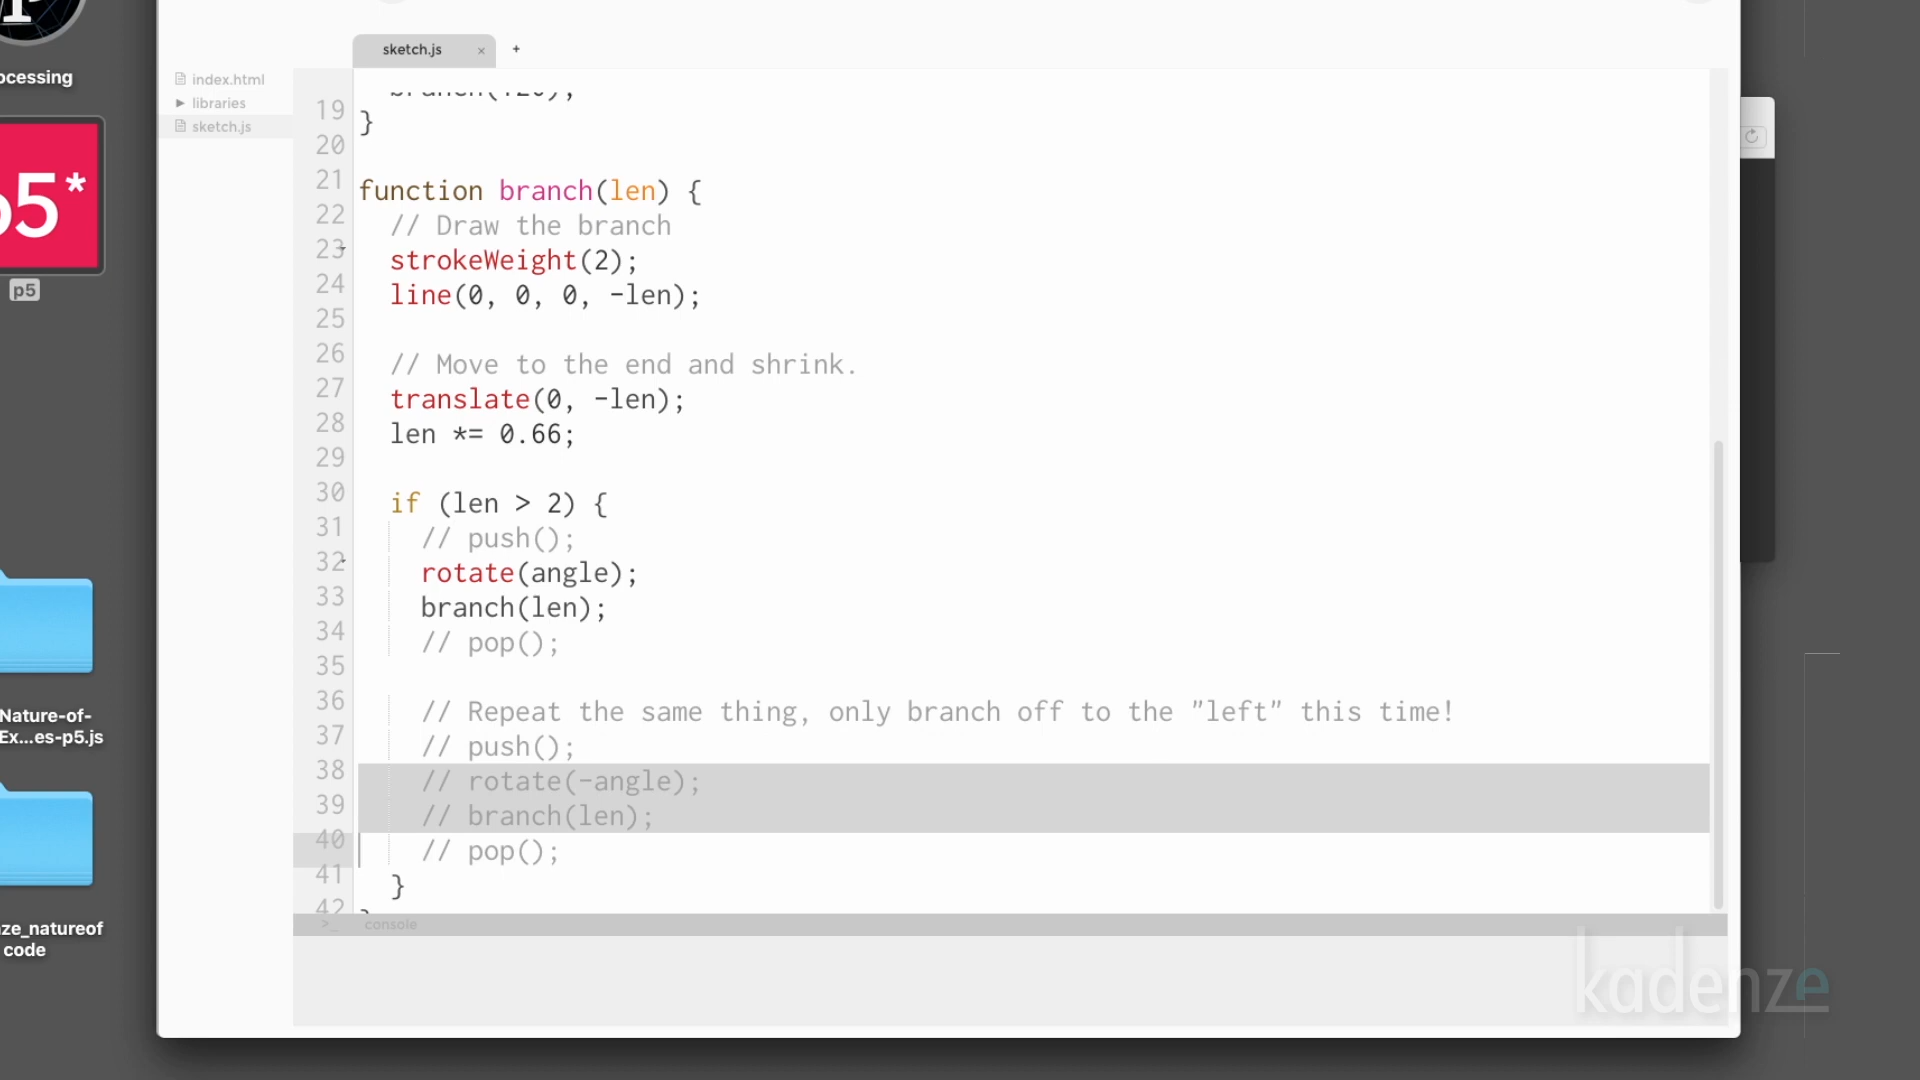 sketch.js × +
ocessing
index.html
libraries
sketch.js
19 }
20
21 function branch(len) {
22 // Draw the branch
23 strokeWeight(2);
24 line(0, 0, 0, -len);
25
26 // Move to the end and shrink.
27 translate(0, -len);
28 len *= 0.66;
29
30 if (len > 2) {
31 // push();
32 rotate(angle);
33 branch(len);
34 // pop();
35
36 // Repeat the same thing, only branch off to the "left" this time!
37 // push();
38 // rotate(-angle);
39 // branch(len);
40 // pop();
41 }
42
p5*
p5
Nature-of-
Ex...es-p5.js
ze_natureof
code
>_ console
kadenze